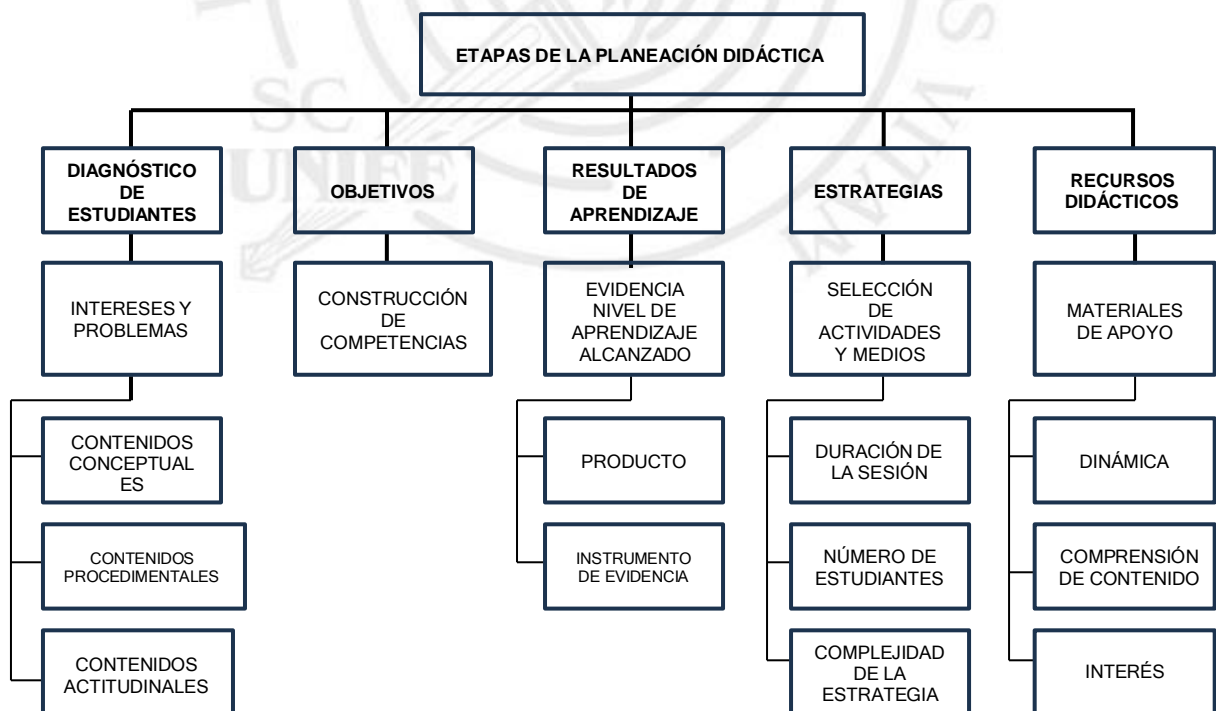 ETAPAS DE LA PLANEACIÓN DIDÁCTICA
DIAGNÓSTICO
DE
ESTUDIANTES
OBJETIVOS
RESULTADOS
DE
APRENDIZAJE
ESTRATEGIAS
RECURSOS
DIDÁCTICOS
INTERESES Y
PROBLEMAS
CONSTRUCCIÓN
DE
COMPETENCIAS
EVIDENCIA
NIVEL DE
APRENDIZAJE
ALCANZADO
SELECCIÓN
DE
ACTIVIDADES
Y MEDIOS
MATERIALES
DE APOYO
CONTENIDOS
CONCEPTUAL
ES
PRODUCTO
DURACIÓN DE
LA SESIÓN
DINÁMICA
CONTENIDOS
PROCEDIMENTALES
INSTRUMENTO
DE EVIDENCIA
NÚMERO DE
ESTUDIANTES
COMPRENSIÓN
DE CONTENIDO
CONTENIDOS
ACTITUDINALES
COMPLEJIDAD
DE LA
ESTRATEGIA
INTERÉS
SC
UNIFE
VITAM